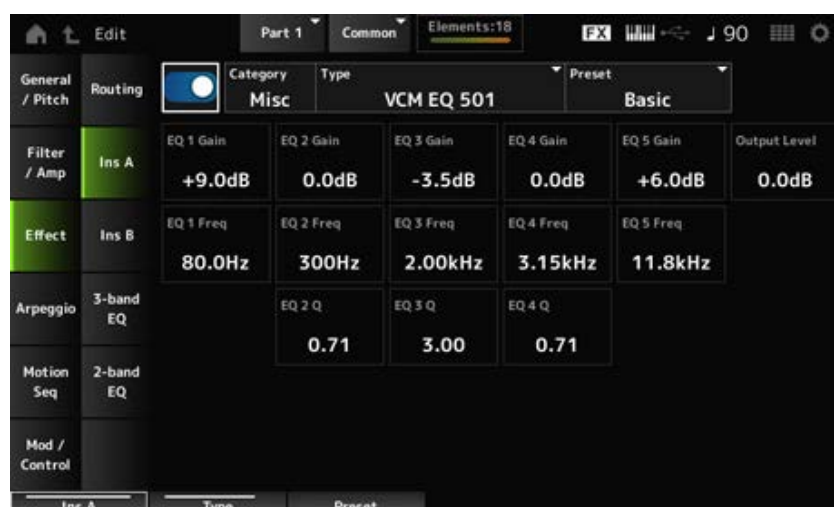 Edit
Part 1
Common
Elements:18
FX
90
General / Pitch
Routing
Category
Misc
Type
VCM EQ 501
Preset
Basic
Filter / Amp
Ins A
EQ 1 Gain
+9.0dB
EQ 2 Gain
0.0dB
EQ 3 Gain
-3.5dB
EQ 4 Gain
0.0dB
EQ 5 Gain
+6.0dB
Output Level
0.0dB
Effect
Ins B
EQ 1 Freq
80.0Hz
EQ 2 Freq
300Hz
EQ 3 Freq
2.00kHz
EQ 4 Freq
3.15kHz
EQ 5 Freq
11.8kHz
Arpeggio
3-band EQ
EQ 2 Q
0.71
EQ 3 Q
3.00
EQ 4 Q
0.71
Motion Seq
2-band EQ
Mod / Control
Ins A
Type
Preset